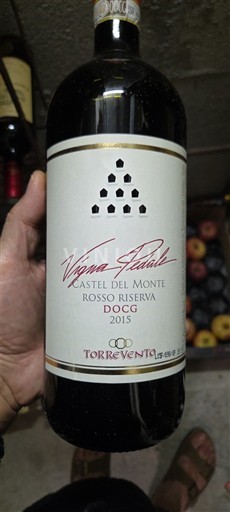 Vigna Pedale
CASTEL DEL MONTE
ROSSO RISERVA
DOCG
2015
TORREVENTO